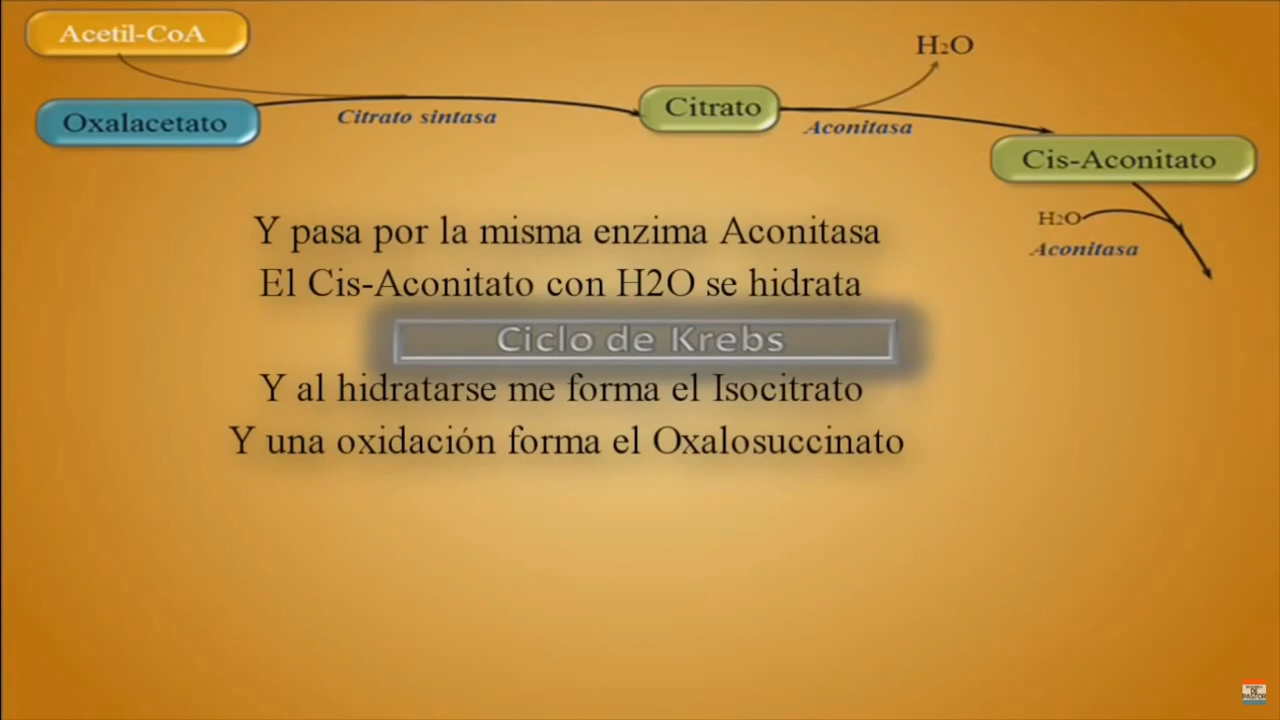 Acetil-CoA
H2O
Oxalacetato
Citrato sintasa
Citrato
Aconitasa
Cis-Aconitato
H2O
Aconitasa
Y pasa por la misma enzima Aconitasa
El Cis-Aconitato con H2O se hidrata
Ciclo de Krebs
Y al hidratarse me forma el Isocitrato
Y una oxidación forma el Oxalosuccinato